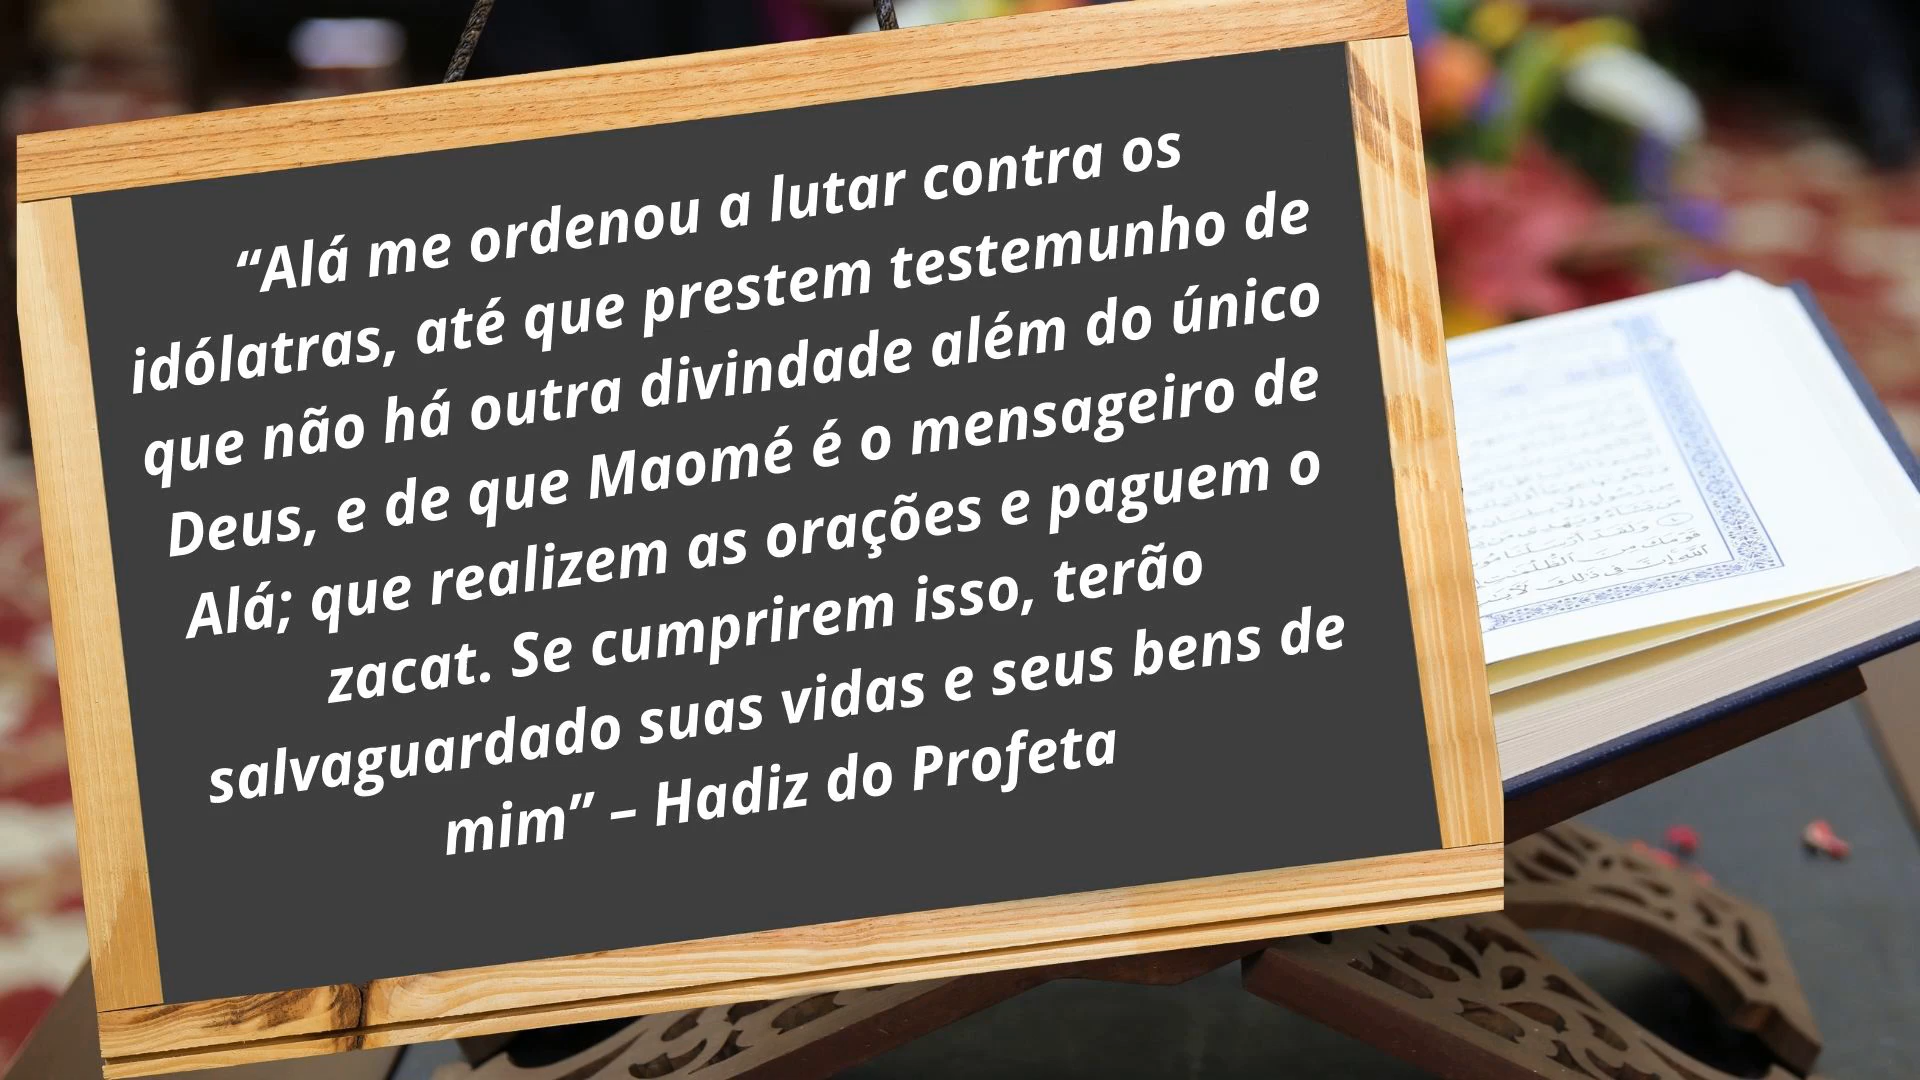 “Alá me ordenou a lutar contra os
idólatras, até que prestem testemunho de
que não há outra divindade além do único
Deus, e de que Maomé é o mensageiro de
Alá; que realizem as orações e paguem o
zacat. Se cumprirem isso, terão
salvaguardado suas vidas e seus bens de
mim” – Hadiz do Profeta